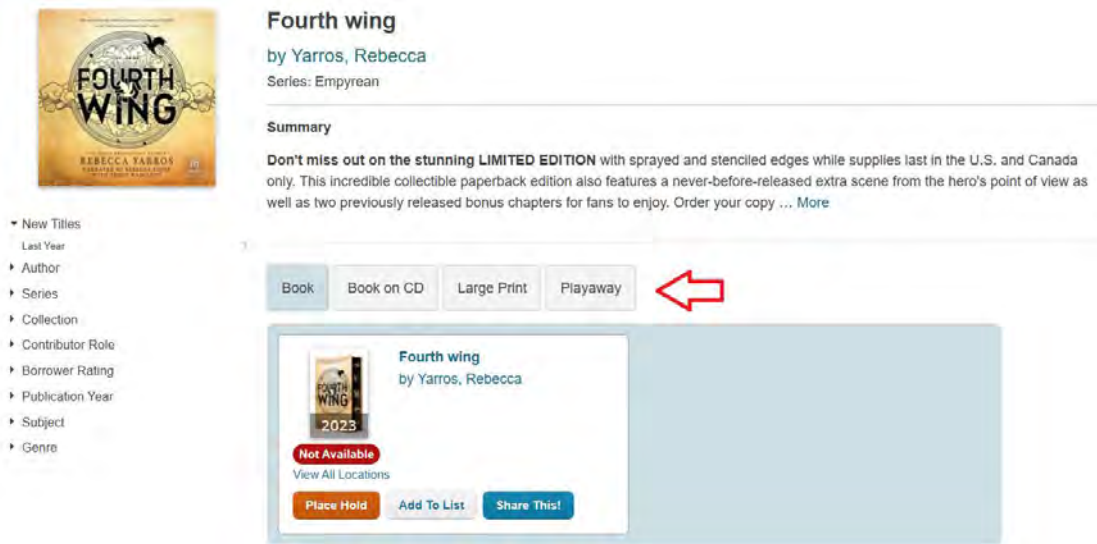 FOURTH
WING
REBECCA YARROS
Fourth wing
by Yarros, Rebecca
Series: Empyrean
Summary
Don't miss out on the stunning LIMITED EDITION with sprayed and stenciled edges while supplies last in the U.S. and Canada
only. This incredible collectible paperback edition also features a never-before-released extra scene from the hero's point of view as
well as two previously released bonus chapters for fans to enjoy. Order your copy ... More
New Titles
Last Year
Author
Series
Collection
Contributor Role
Borrower Rating
Publication Year
Subject
Genre
Book
Book on CD
Large Print
Playaway
Fourth wing
by Yarros, Rebecca
FOURTH
WING
2023
Not Available
View All Locations
Place Hold
Add To List
Share This!